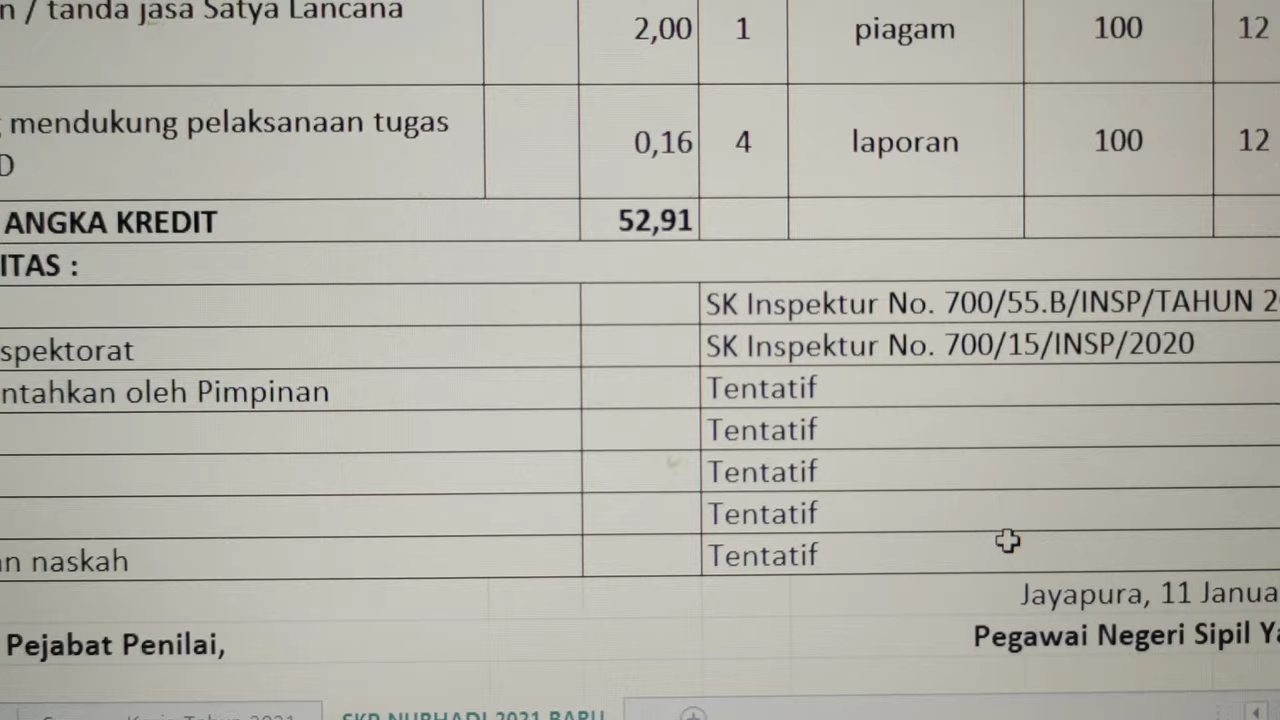 n / tanda jasa Satya Lancana
2,00 1 piagam 100 12
mendukung pelaksanaan tugas
D
0,16 4 laporan 100 12
ANGKA KREDIT 52,91
ITAS :
SK Inspektur No. 700/55.B/INSP/TAHUN 2
spektorat SK Inspektur No. 700/15/INSP/2020
ntahkan oleh Pimpinan Tentatif
Tentatif
Tentatif
Tentatif
an naskah Tentatif
Jayapura, 11 Janua
Pejabat Penilai, Pegawai Negeri Sipil Ya
SKP NURHADI 2021 BARU